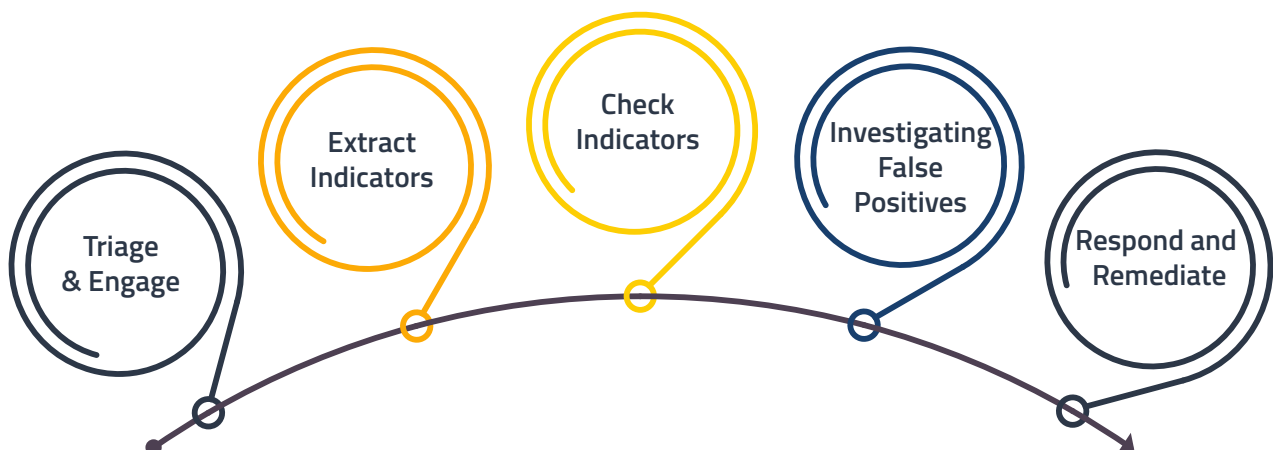 Triage
& Engage
Extract
Indicators
Check
Indicators
Investigating
False
Positives
Respond and
Remediate